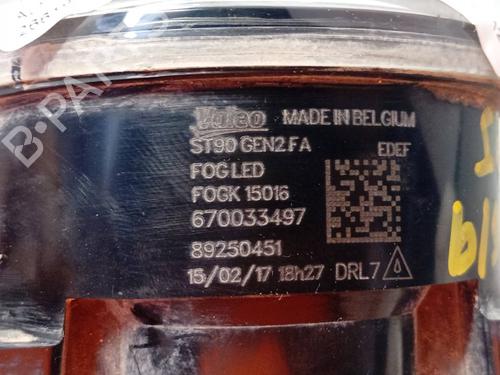 Valeo MADE IN BELGIUM
ST90 GEN2 FA EDEF
FOG LED
FOGK 15016
670033497
89250451
15/02/17 18h27 DRL7
B-PARTS